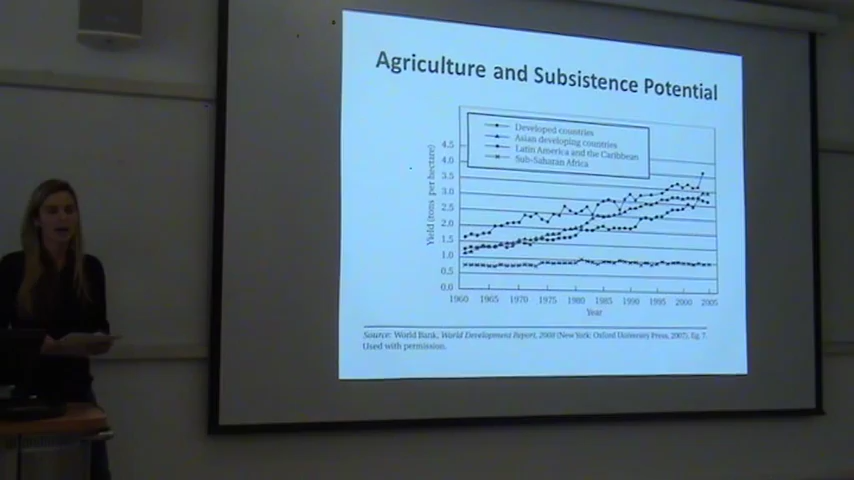 Agriculture and Subsistence Potential
Developed countries
Asian developing countries
Latin America and the Caribbean
Sub-Saharan Africa
Yield (tons per hectare)
4.5
4.0
3.5
3.0
2.5
2.0
1.5
1.0
0.5
0.0
1960 1965 1970 1975 1980 1985 1990 1995 2000 2005
Year
Source: World Bank, World Development Report, 2008 (New York: Oxford University Press, 2007), fig 7.
Used with permission.